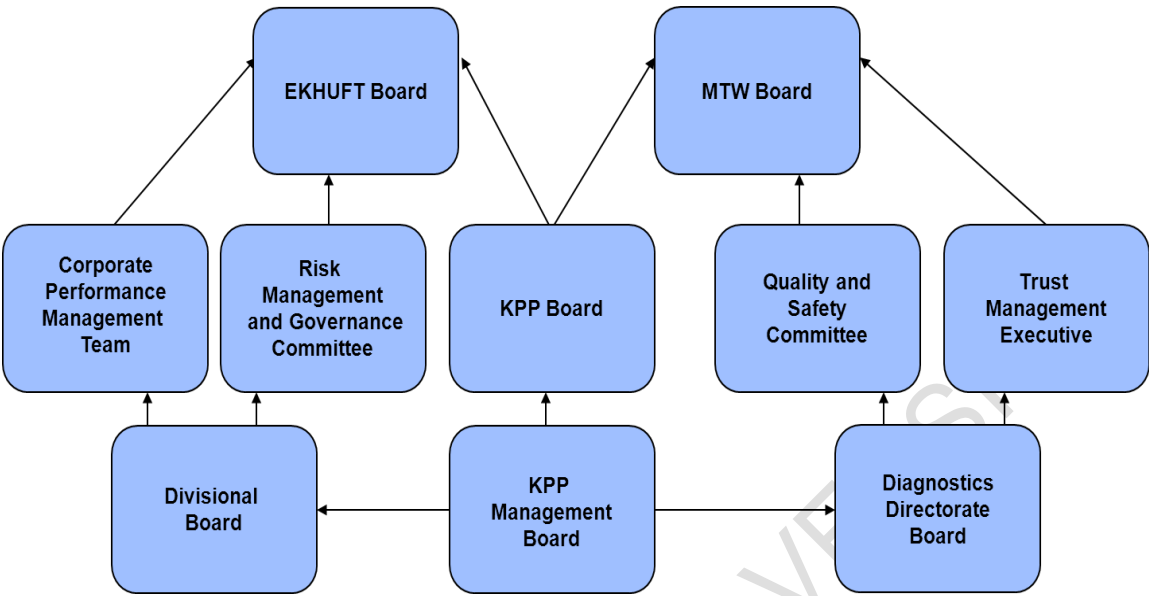 EKHUFT Board
MTW Board
Corporate
Performance
Management
Team
Risk
Management
and Governance
Committee
KPP Board
Quality and
Safety
Committee
Trust
Management
Executive
Divisional
Board
KPP
Management
Board
Diagnostics
Directorate
Board